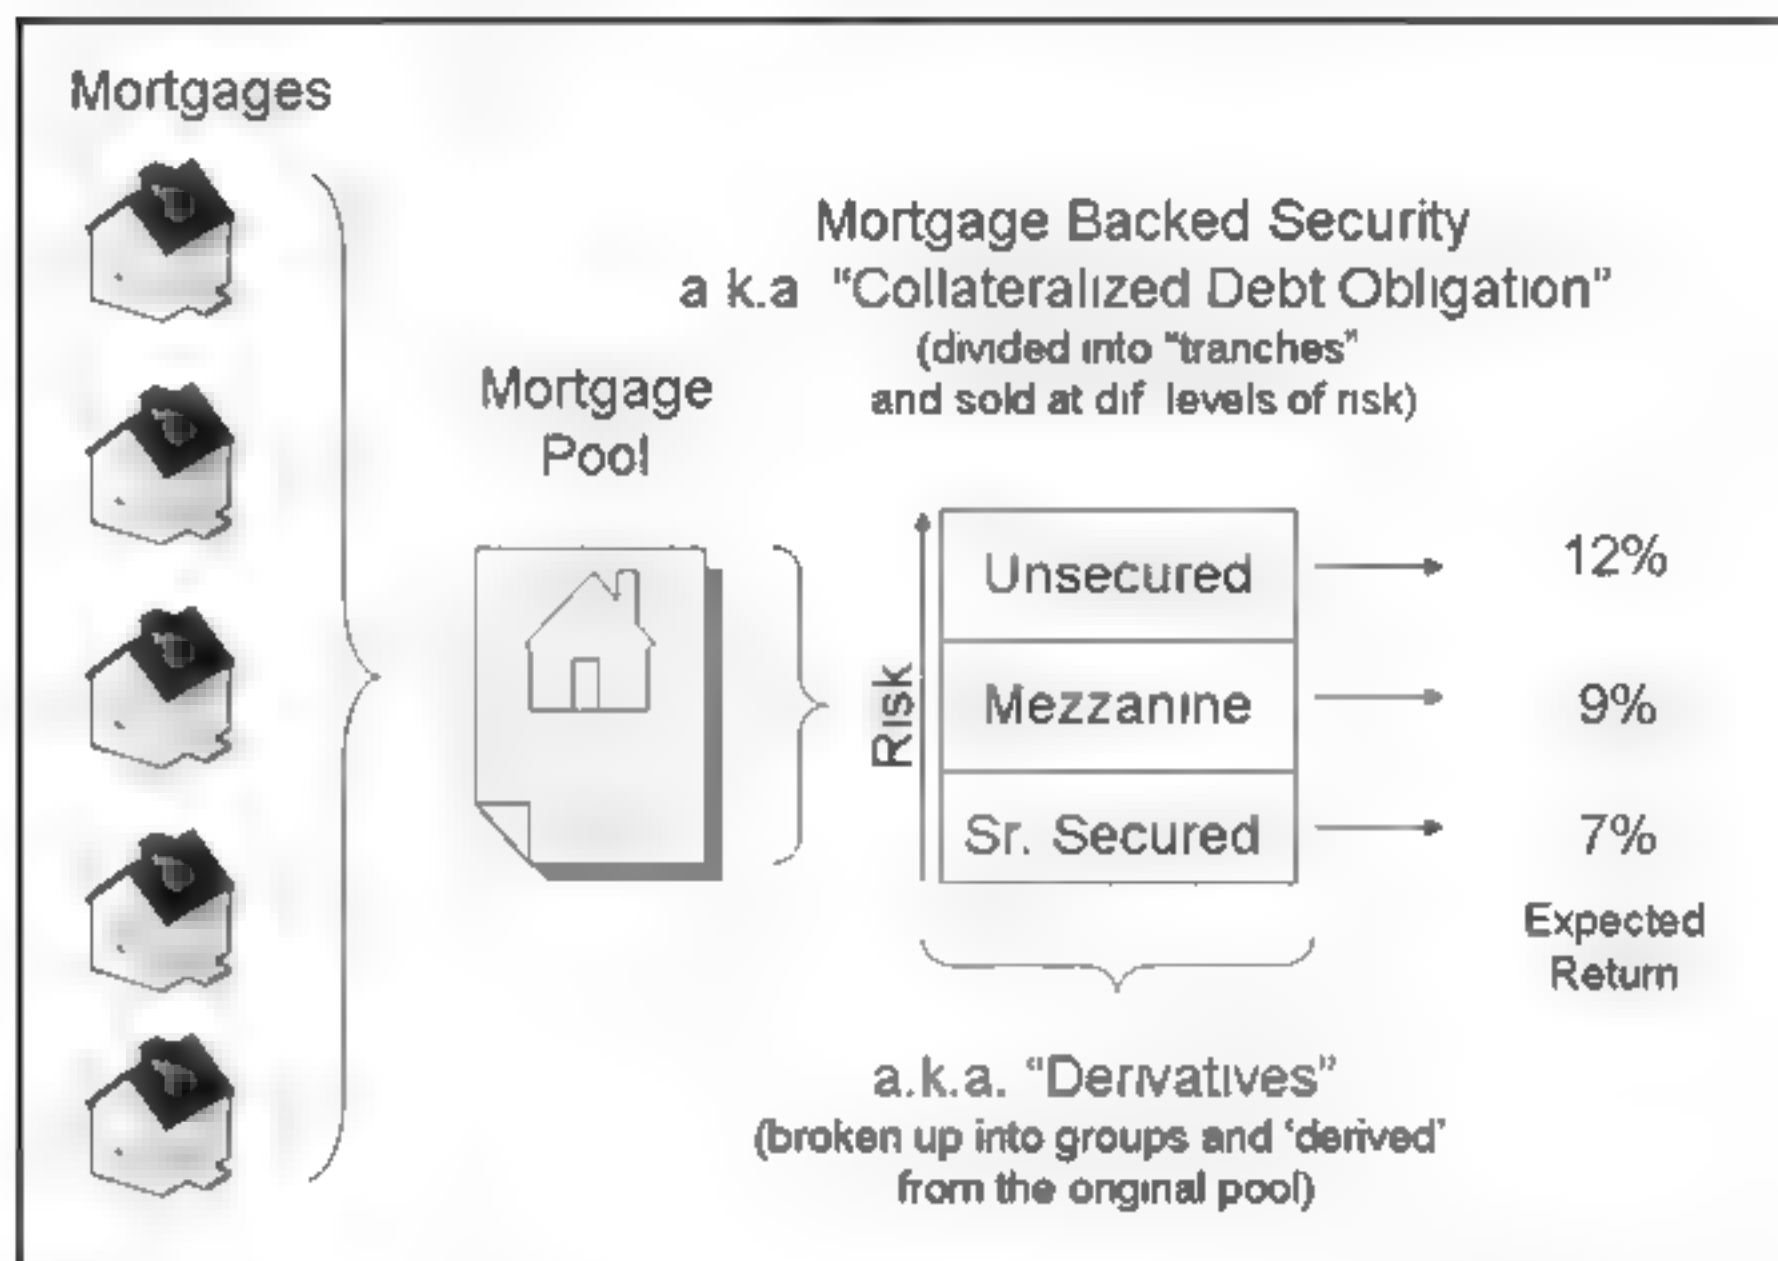 Mortgages
Mortgage Backed Security
a k.a "Collateralized Debt Obligation"
(divided into "tranches"
and sold at dif levels of risk)
Mortgage
Pool
Risk
Unsecured
12%
Mezzanine
9%
Sr. Secured
7%
Expected
Return
a.k.a. "Derivatives"
(broken up into groups and 'derived'
from the original pool)